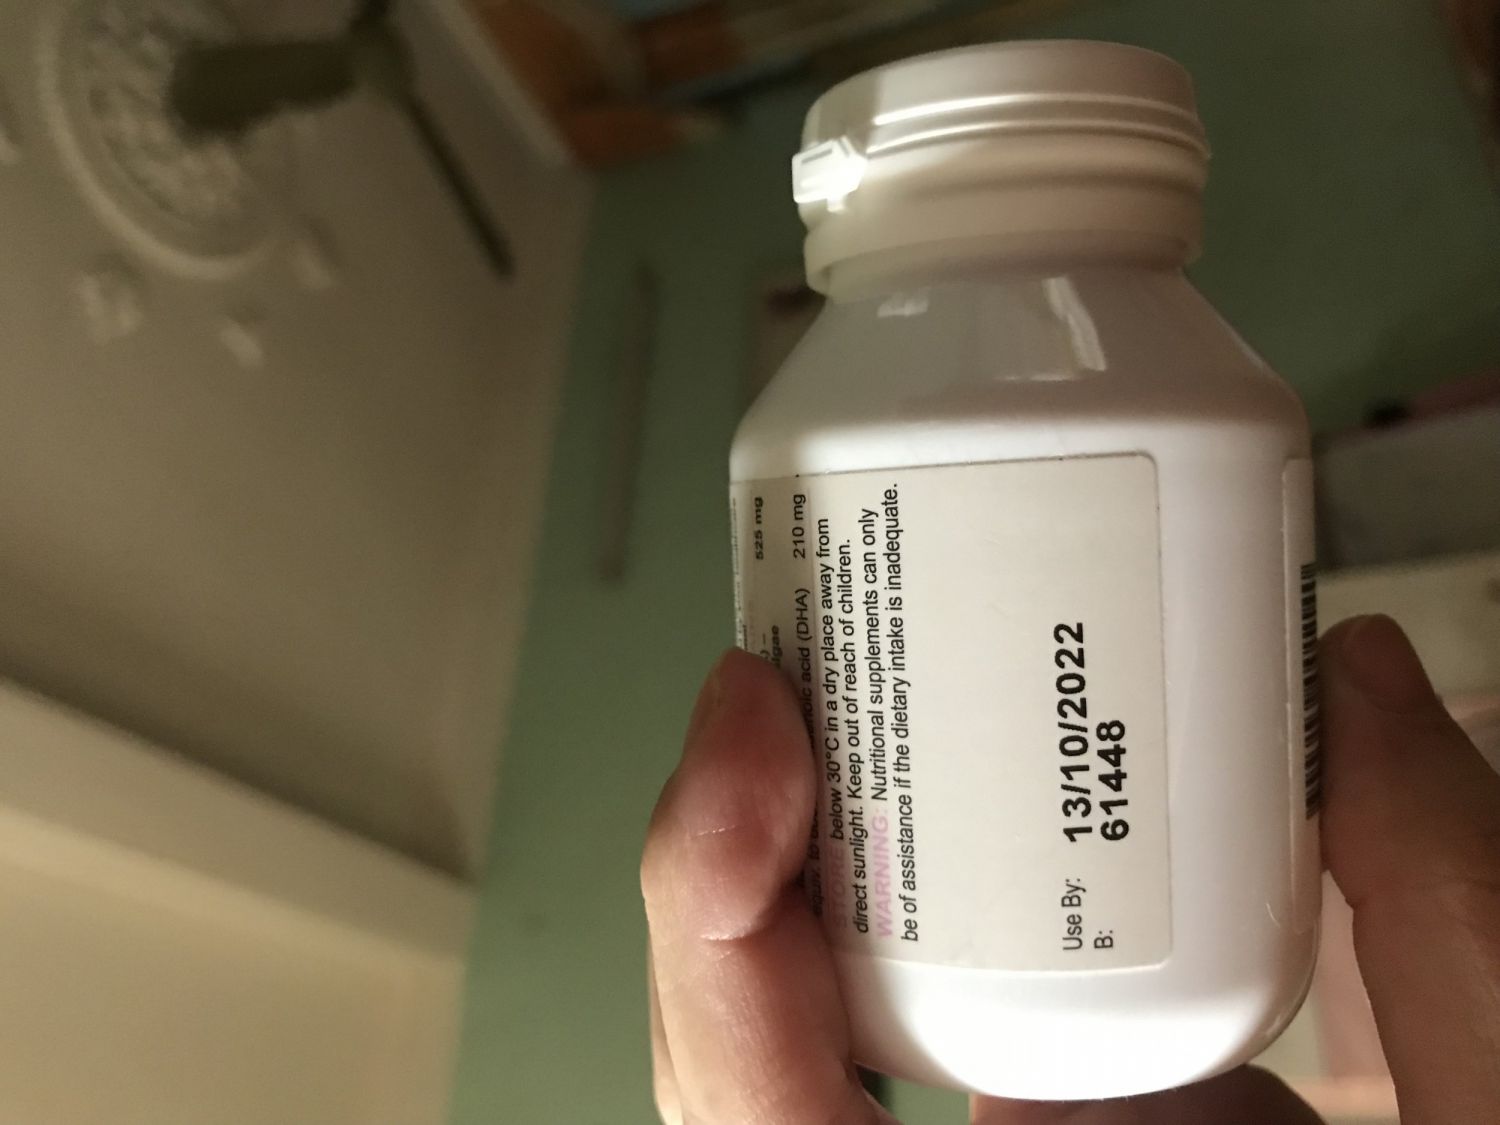 525 mg
algae
acid (DHA) 210 mg
STORE below 30°C in a dry place away from
direct sunlight. Keep out of reach of children.
WARNING: Nutritional supplements can only
be of assistance if the dietary intake is inadequate.
Use By: 13/10/2022
B: 61448